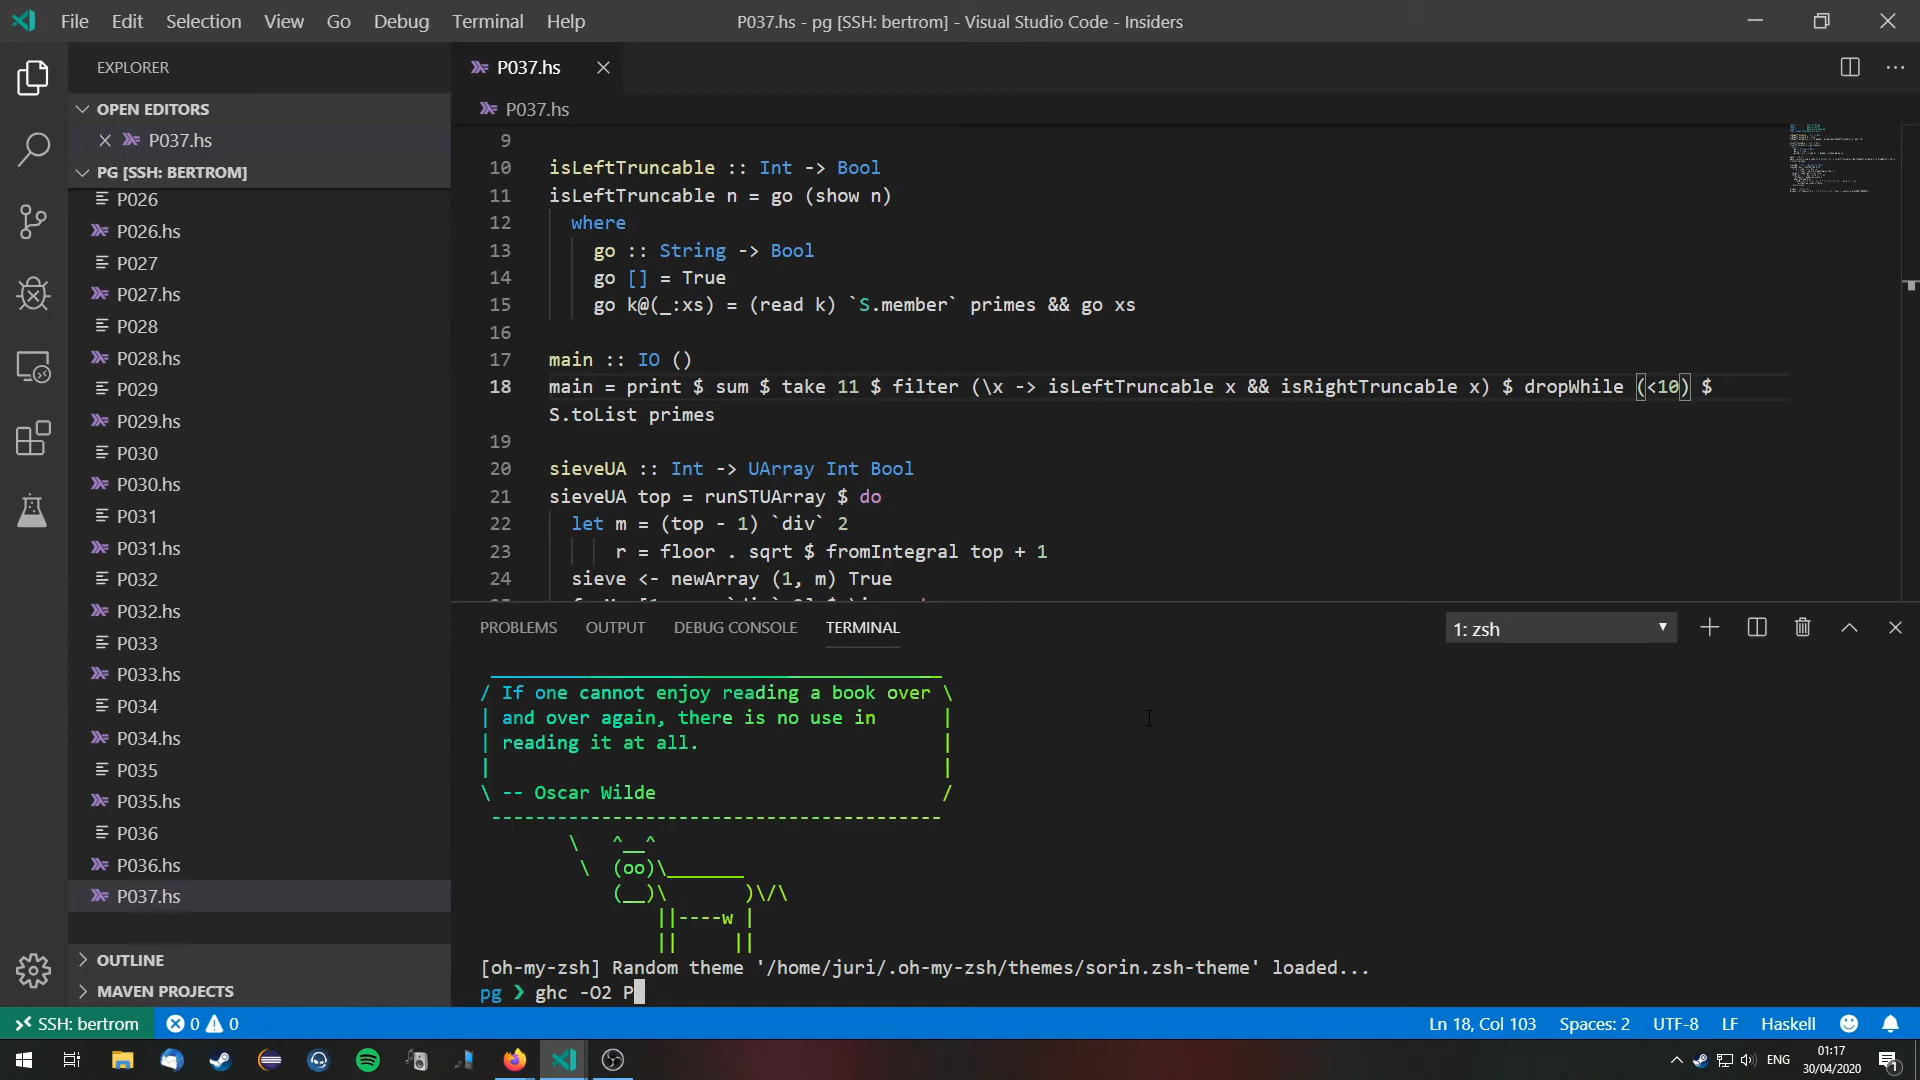 File Edit Selection View Go Debug Terminal Help
P037.hs - pg [SSH: bertrom] - Visual Studio Code - Insiders
EXPLORER
OPEN EDITORS
P037.hs
PG [SSH: BERTROM]
P026
P026.hs
P027
P027.hs
P028
P028.hs
P029
P029.hs
P030
P030.hs
P031
P031.hs
P032
P032.hs
P033
P033.hs
P034
P034.hs
P035
P035.hs
P036
P036.hs
P037.hs
OUTLINE
MAVEN PROJECTS
P037.hs
P037.hs
9
10 isLeftTruncable :: Int -> Bool
11 isLeftTruncable n = go (show n)
12 where
13 go :: String -> Bool
14 go [] = True
15 go k@(_:xs) = (read k) `S.member` primes && go xs
16
17 main :: IO ()
18 main = print $ sum $ take 11 $ filter (\x -> isLeftTruncable x && isRightTruncable x) $ dropWhile (<10) $
S.toList primes
19
20 sieveUA :: Int -> UArray Int Bool
21 sieveUA top = runSTUArray $ do
22 let m = (top - 1) `div` 2
23 r = floor . sqrt $ fromIntegral top + 1
24 sieve <- newArray (1, m) True
PROBLEMS OUTPUT DEBUG CONSOLE TERMINAL
1: zsh
/ If one cannot enjoy reading a book over \
| and over again, there is no use in |
| reading it at all. |
| |
\ -- Oscar Wilde /
-----------------------------------------
\   ^__^
\  (oo)\_______
(__)\       )\/\
||----w |
||     ||
[oh-my-zsh] Random theme '/home/juri/.oh-my-zsh/themes/sorin.zsh-theme' loaded...
pg ❯ ghc -O2 P
SSH: bertrom 0 0
Ln 18, Col 103 Spaces: 2 UTF-8 LF Haskell
ENG
01:17
30/04/2020
1